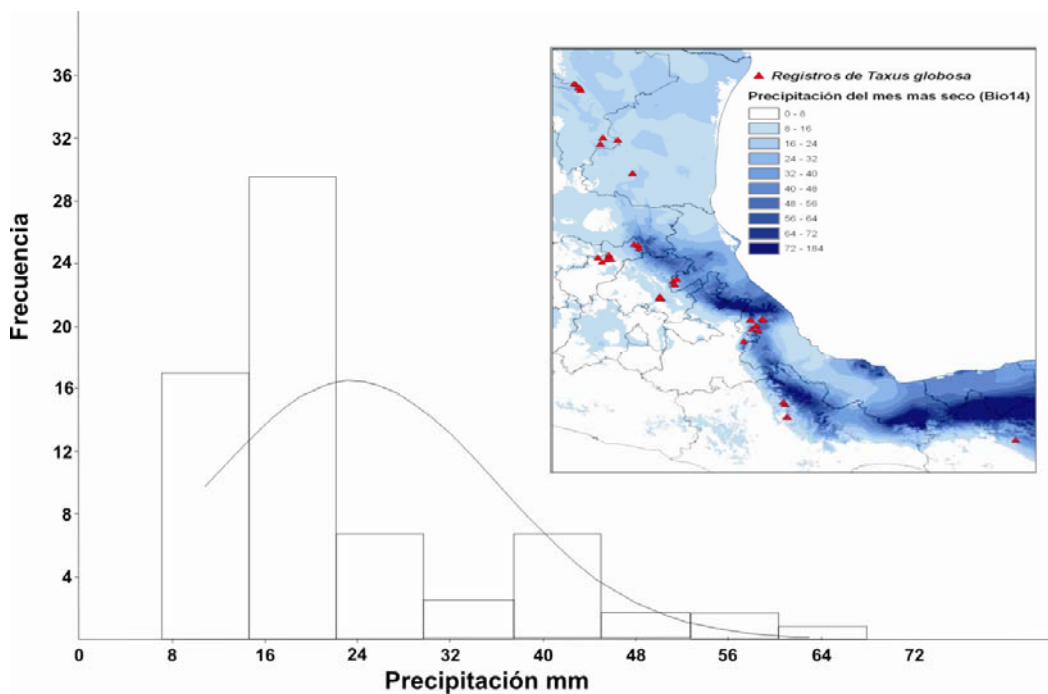 Frecuencia
36
32
28
24
20
16
12
8
4
0 8 16 24 32 40 48 56 64 72
Precipitación mm
Registros de Taxus globosa
Precipitación del mes mas seco (Bio14)
0 - 8
8 - 16
16 - 24
24 - 32
32 - 40
40 - 48
48 - 56
56 - 64
64 - 72
72 - 184